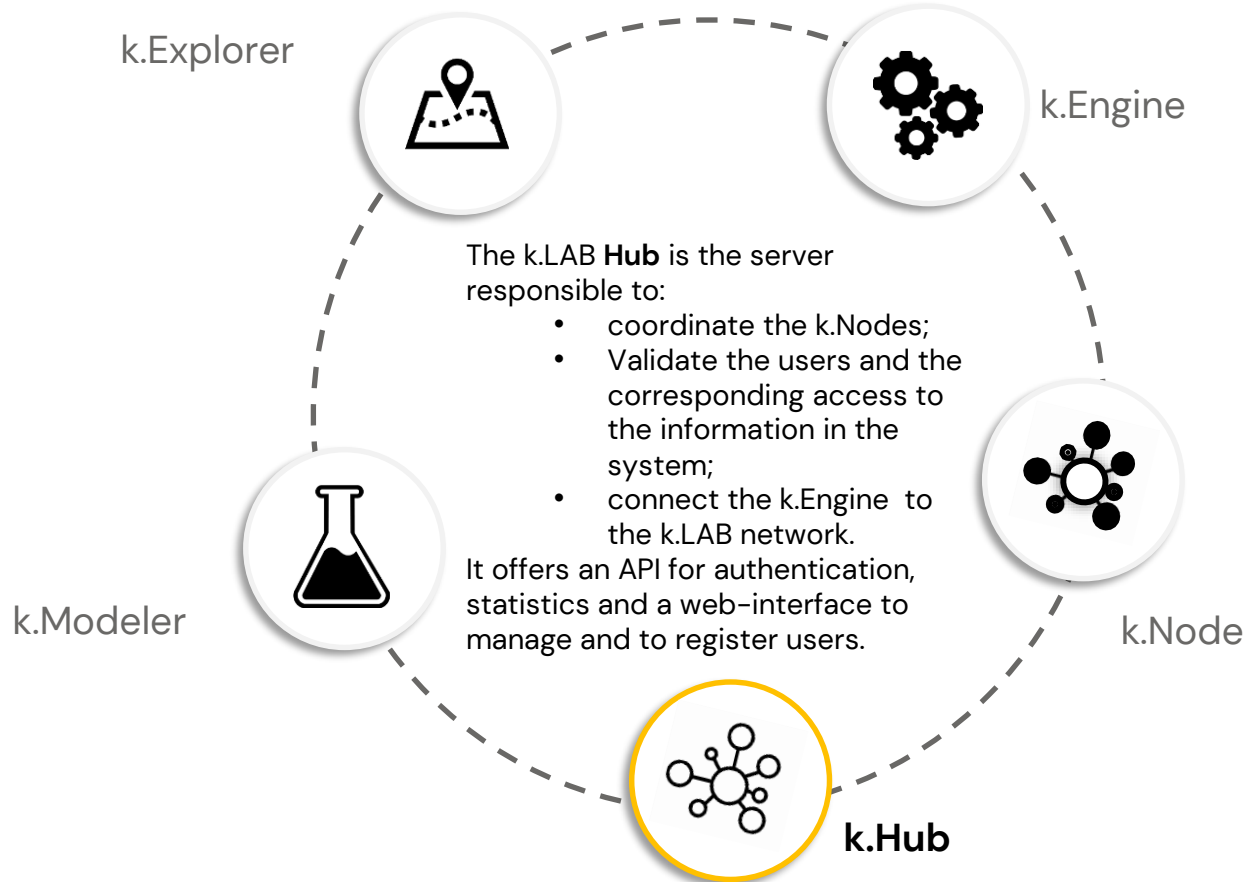 k.Explorer
k.Engine
The k.LAB Hub is the server
responsible to:
• coordinate the k.Nodes;
• Validate the users and the
corresponding access to
the information in the
system;
• connect the k.Engine to
the k.LAB network.
It offers an API for authentication,
statistics and a web-interface to
manage and to register users.
k.Modeler
k.Node
k.Hub